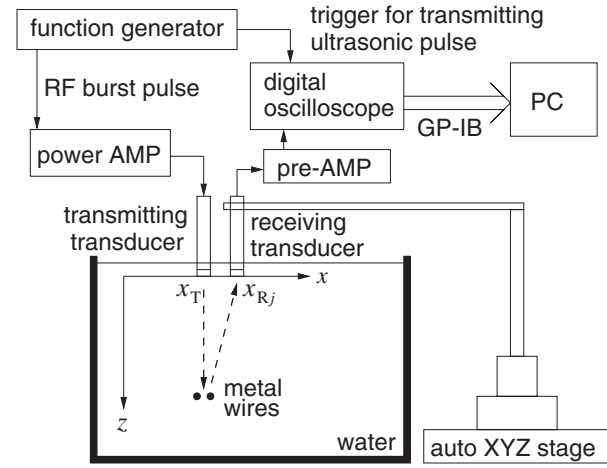 function generator
trigger for transmitting
ultrasonic pulse
RF burst pulse
digital
oscilloscope
PC
GP-IB
power AMP
pre-AMP
transmitting
transducer
receiving
transducer
x_T
x_Rj
x
metal
wires
z
water
auto XYZ stage